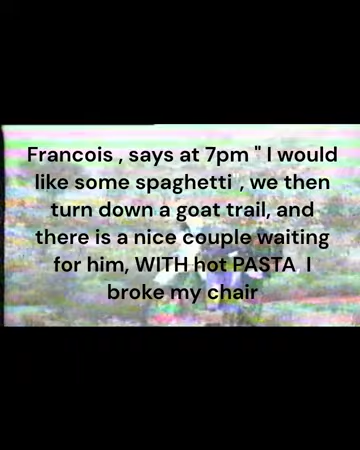 Francois , says at 7pm " I would
like some spaghetti , we then
turn down a goat trail, and
there is a nice couple waiting
for him, WITH hot PASTA  I
broke my chair